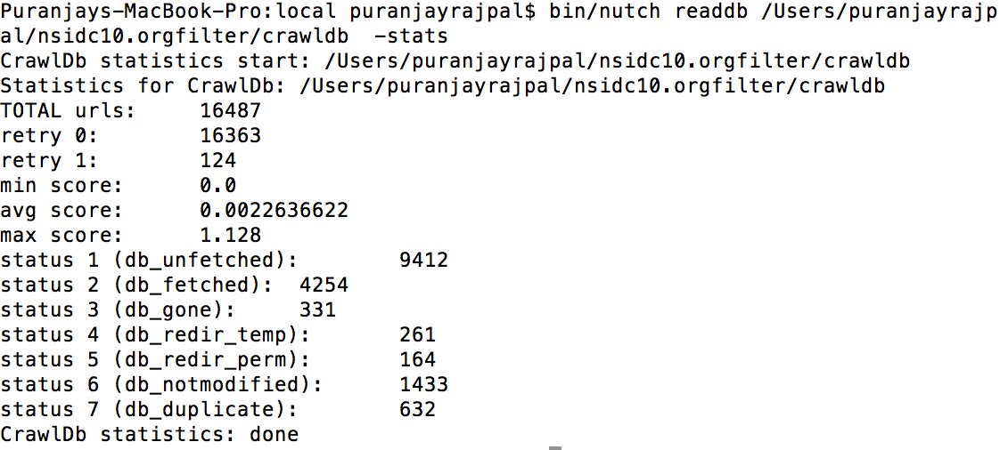 Puranjays-MacBook-Pro:local puranjayrajpal$ bin/nutch readdb /Users/puranjayrajp
al/nsidc10.orgfilter/crawldb  -stats
CrawlDb statistics start: /Users/puranjayrajpal/nsidc10.orgfilter/crawldb
Statistics for CrawlDb: /Users/puranjayrajpal/nsidc10.orgfilter/crawldb
TOTAL urls:     16487
retry 0:        16363
retry 1:        124
min score:      0.0
avg score:      0.0022636622
max score:      1.128
status 1 (db_unfetched):        9412
status 2 (db_fetched):  4254
status 3 (db_gone):     331
status 4 (db_redir_temp):       261
status 5 (db_redir_perm):       164
status 6 (db_notmodified):      1433
status 7 (db_duplicate):        632
CrawlDb statistics: done